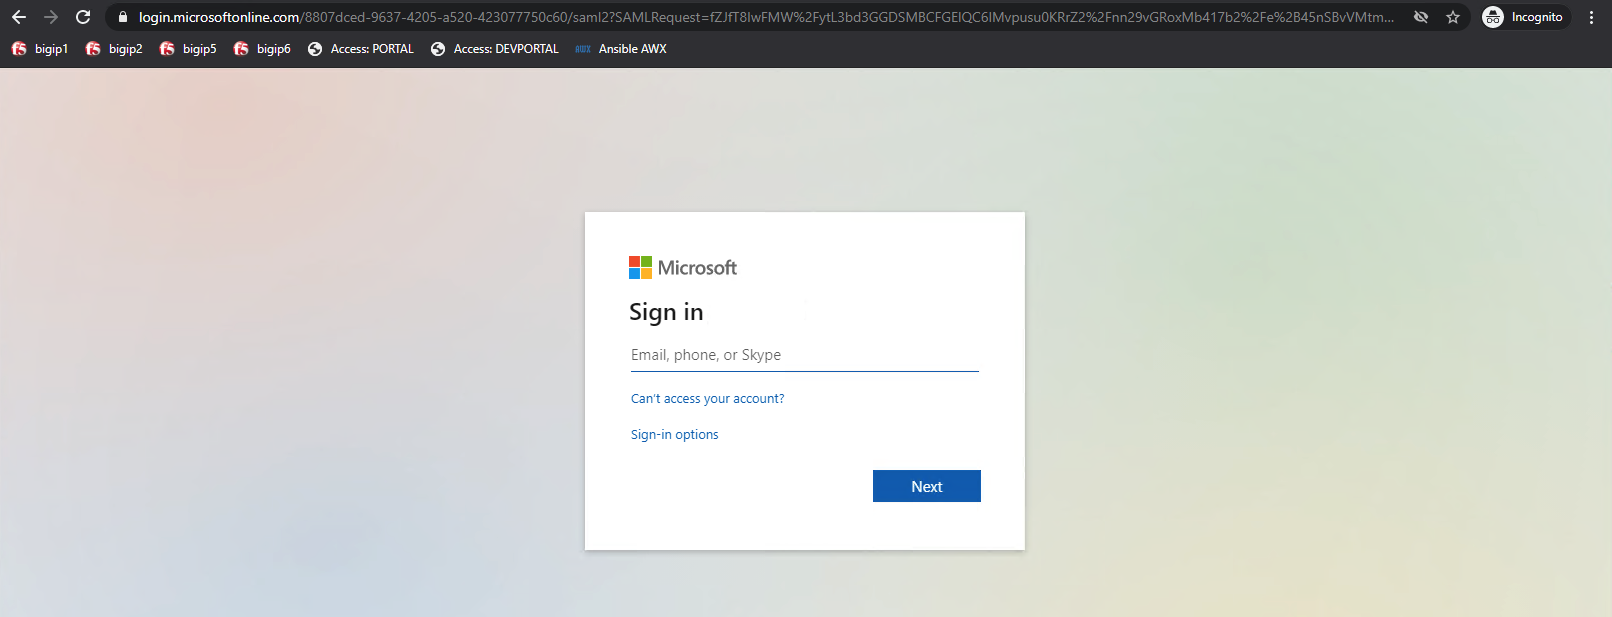 login.microsoftonline.com/8807dced-9637-4205-a520-423077750c60/saml2?SAMLRequest=fZJfT8IwFMW%2FytL3bd3GGDSMBCFGElQC6IMvpusu0KRrZ2%2Fnn29vGRoxMb417b2%2Fe%2B45nSBvVMtm... Incognito
bigip1 bigip2 bigip5 bigip6 Access: PORTAL Access: DEVPORTAL AWX Ansible AWX
Microsoft
Sign in
Email, phone, or Skype
Can't access your account?
Sign-in options
Next